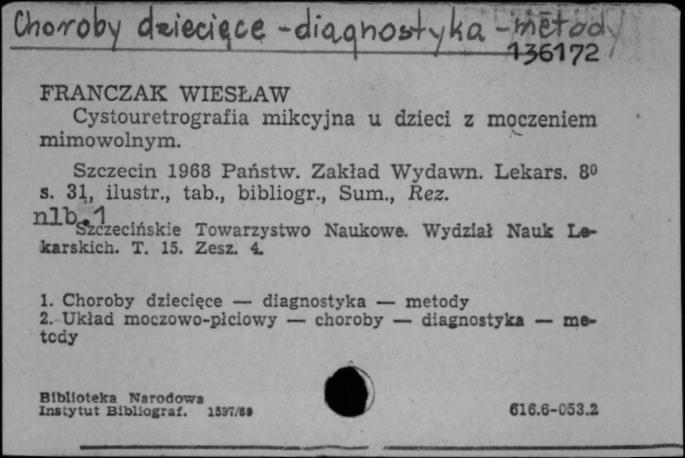 Choroby dziecięce - diagnostyka - metody
136172
FRANCZAK WIESŁAW
Cystouretrografia mikcyjna u dzieci z moczeniem
mimowolnym.
Szczecin 1968 Państw. Zakład Wydawn. Lekars. 8⁰
s. 31, ilustr., tab., bibliogr., Sum., Rez.
nlb. 1
Szczecińskie Towarzystwo Naukowe. Wydział Nauk Le-
karskich. T. 15. Zesz. 4.
1. Choroby dziecięce — diagnostyka — metody
2. Układ moczowo-płciowy — choroby — diagnostyka — me-
tody
Biblioteka Narodowa
Instytut Bibliograf. 1597/69 616.6-053.2